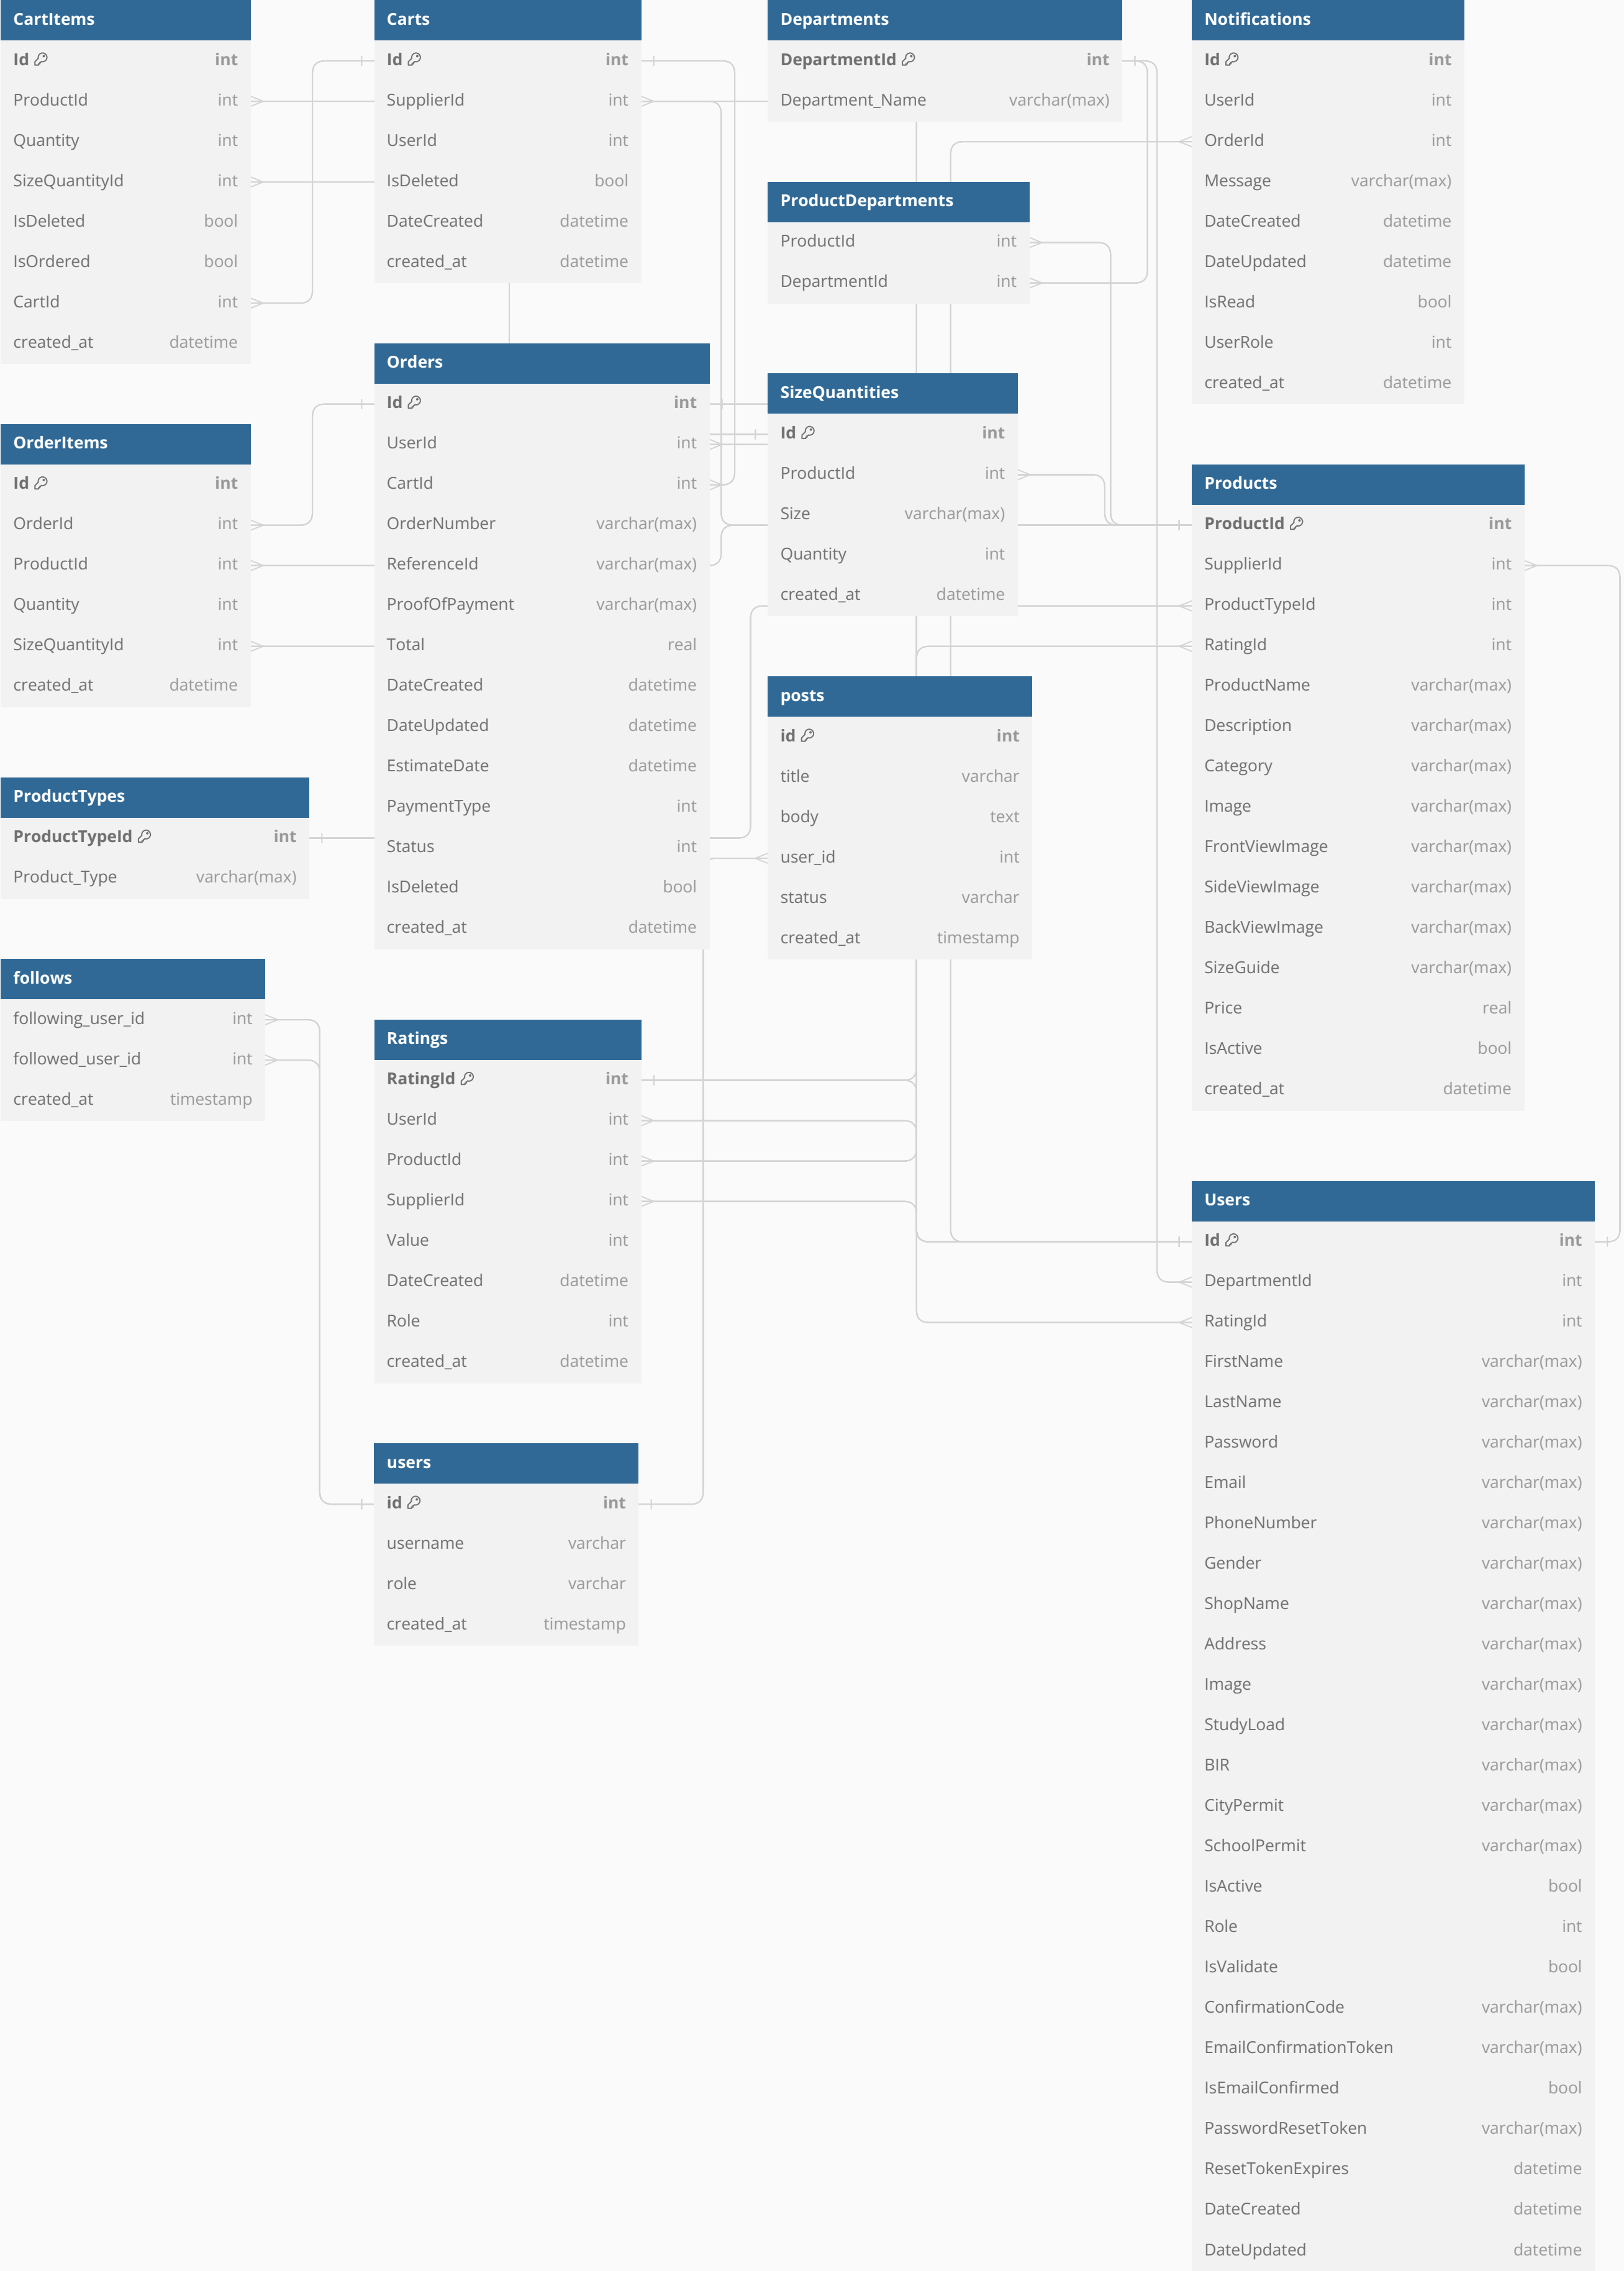 CartItems
Id int
ProductId int
Quantity int
SizeQuantityId int
IsDeleted bool
IsOrdered bool
CartId int
created_at datetime
OrderItems
Id int
OrderId int
ProductId int
Quantity int
SizeQuantityId int
created_at datetime
ProductTypes
ProductTypeId int
Product_Type varchar(max)
follows
following_user_id int
followed_user_id int
created_at timestamp
Carts
Id int
SupplierId int
UserId int
IsDeleted bool
DateCreated datetime
created_at datetime
Orders
Id int
UserId int
CartId int
OrderNumber varchar(max)
ReferenceId varchar(max)
ProofOfPayment varchar(max)
Total real
DateCreated datetime
DateUpdated datetime
EstimateDate datetime
PaymentType int
Status int
IsDeleted bool
created_at datetime
Ratings
RatingId int
UserId int
ProductId int
SupplierId int
Value int
DateCreated datetime
Role int
created_at datetime
users
id int
username varchar
role varchar
created_at timestamp
Departments
DepartmentId int
Department_Name varchar(max)
ProductDepartments
ProductId int
DepartmentId int
SizeQuantities
Id int
ProductId int
Size varchar(max)
Quantity int
created_at datetime
posts
id int
title varchar
body text
user_id int
status varchar
created_at timestamp
Notifications
Id int
UserId int
OrderId int
Message varchar(max)
DateCreated datetime
DateUpdated datetime
IsRead bool
UserRole int
created_at datetime
Products
ProductId int
SupplierId int
ProductTypeId int
RatingId int
ProductName varchar(max)
Description varchar(max)
Category varchar(max)
Image varchar(max)
FrontViewImage varchar(max)
SideViewImage varchar(max)
BackViewImage varchar(max)
SizeGuide varchar(max)
Price real
IsActive bool
created_at datetime
Users
Id int
DepartmentId int
RatingId int
FirstName varchar(max)
LastName varchar(max)
Password varchar(max)
Email varchar(max)
PhoneNumber varchar(max)
Gender varchar(max)
ShopName varchar(max)
Address varchar(max)
Image varchar(max)
StudyLoad varchar(max)
BIR varchar(max)
CityPermit varchar(max)
SchoolPermit varchar(max)
IsActive bool
Role int
IsValidate bool
ConfirmationCode varchar(max)
EmailConfirmationToken varchar(max)
IsEmailConfirmed bool
PasswordResetToken varchar(max)
ResetTokenExpires datetime
DateCreated datetime
DateUpdated datetime